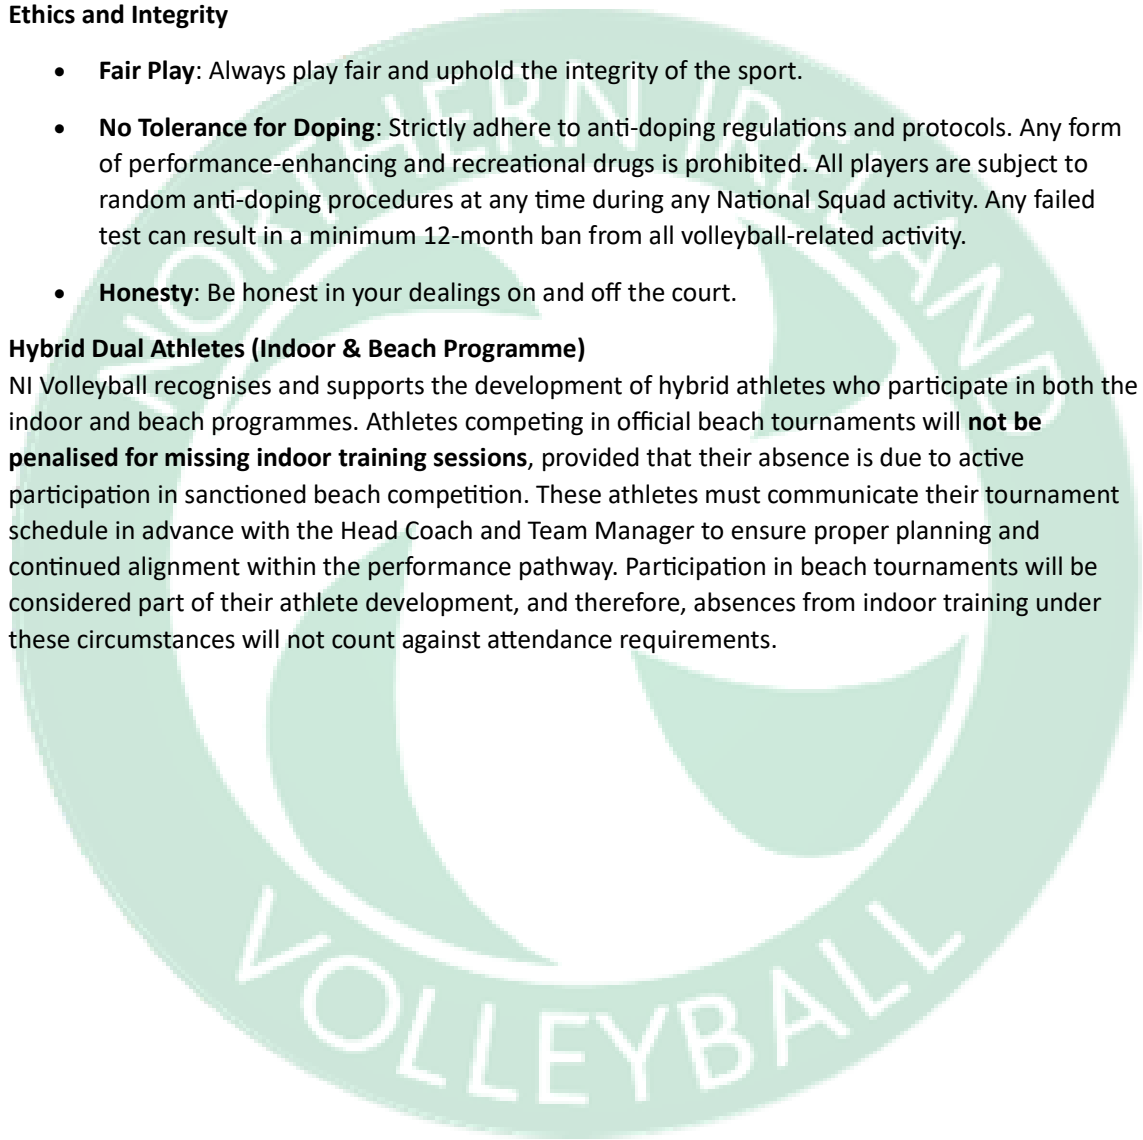 Ethics and Integrity
• Fair Play: Always play fair and uphold the integrity of the sport.
• No Tolerance for Doping: Strictly adhere to anti-doping regulations and protocols. Any form
of performance-enhancing and recreational drugs is prohibited. All players are subject to
random anti-doping procedures at any time during any National Squad activity. Any failed
test can result in a minimum 12-month ban from all volleyball-related activity.
• Honesty: Be honest in your dealings on and off the court.
Hybrid Dual Athletes (Indoor & Beach Programme)
NI Volleyball recognises and supports the development of hybrid athletes who participate in both the
indoor and beach programmes. Athletes competing in official beach tournaments will not be
penalised for missing indoor training sessions, provided that their absence is due to active
participation in sanctioned beach competition. These athletes must communicate their tournament
schedule in advance with the Head Coach and Team Manager to ensure proper planning and
continued alignment within the performance pathway. Participation in beach tournaments will be
considered part of their athlete development, and therefore, absences from indoor training under
these circumstances will not count against attendance requirements.
NORTHERN IRELAND
VOLLEYBALL